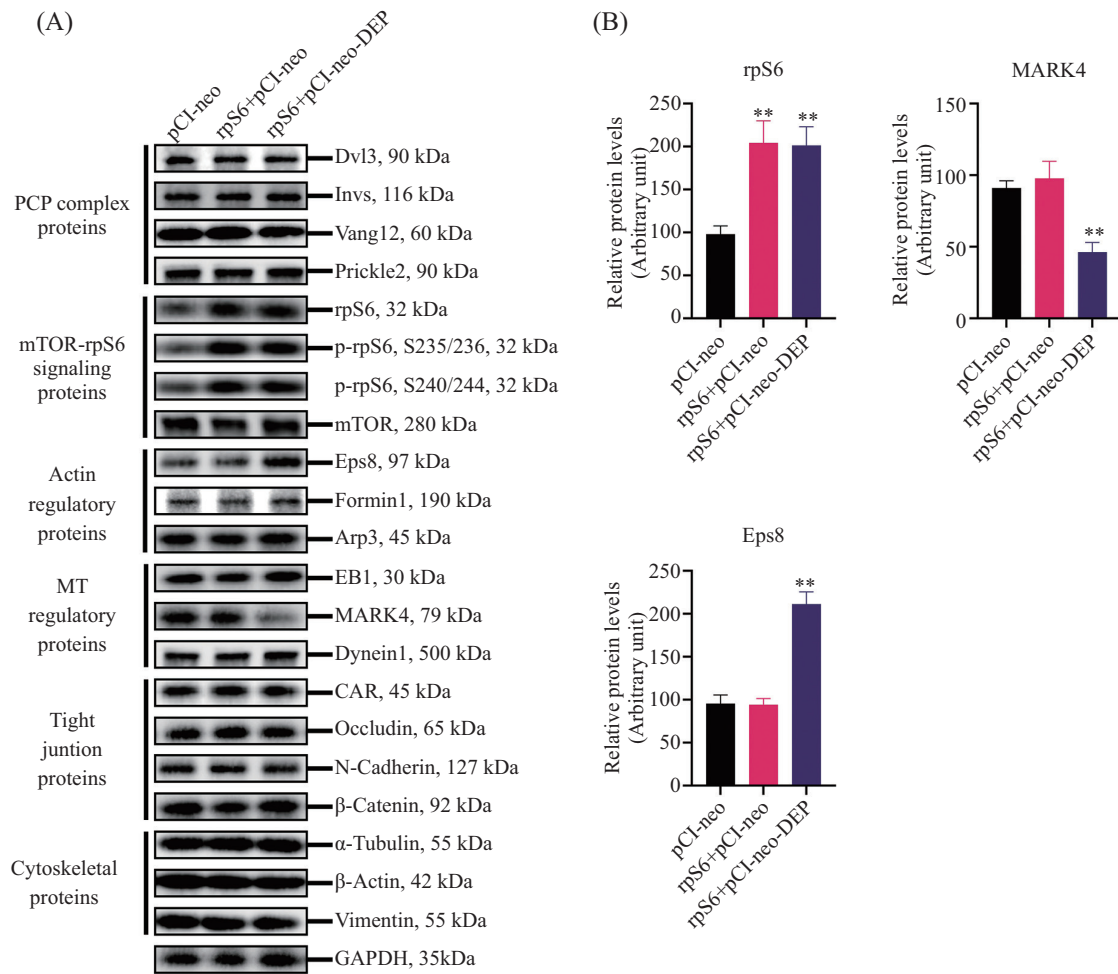 (A)
pCI-neo
rpS6+pCI-neo
rpS6+pCI-neo-DEP
PCP complex
proteins
Dvl3, 90 kDa
Invs, 116 kDa
Vang12, 60 kDa
Prickle2, 90 kDa
mTOR-rpS6
signaling
proteins
rpS6, 32 kDa
p-rpS6, S235/236, 32 kDa
p-rpS6, S240/244, 32 kDa
mTOR, 280 kDa
Actin
regulatory
proteins
Eps8, 97 kDa
Formin1, 190 kDa
Arp3, 45 kDa
MT
regulatory
proteins
EB1, 30 kDa
MARK4, 79 kDa
Dynein1, 500 kDa
Tight
juntion
proteins
CAR, 45 kDa
Occludin, 65 kDa
N-Cadherin, 127 kDa
β-Catenin, 92 kDa
Cytoskeletal
proteins
α-Tubulin, 55 kDa
β-Actin, 42 kDa
Vimentin, 55 kDa
GAPDH, 35kDa
(B)
rpS6
Relative protein levels
(Arbitrary unit)
250
200
150
100
50
0
**
**
pCI-neo
rpS6+pCI-neo
rpS6+pCI-neo-DEP
MARK4
Relative protein levels
(Arbitrary unit)
150
100
50
0
**
pCI-neo
rpS6+pCI-neo
rpS6+pCI-neo-DEP
Eps8
Relative protein levels
(Arbitrary unit)
250
200
150
100
50
0
**
pCI-neo
rpS6+pCI-neo
rpS6+pCI-neo-DEP